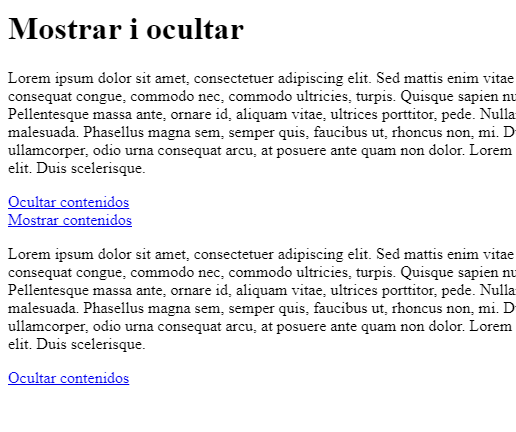 Mostrar i ocultar
Lorem ipsum dolor sit amet, consectetuer adipiscing elit. Sed mattis enim vitae
consequat congue, commodo nec, commodo ultricies, turpis. Quisque sapien nu
Pellentesque massa ante, ornare id, aliquam vitae, ultrices porttitor, pede. Nulla
malesuada. Phasellus magna sem, semper quis, faucibus ut, rhoncus non, mi. D
ullamcorper, odio urna consequat arcu, at posuere ante quam non dolor. Lorem
elit. Duis scelerisque.
Ocultar contenidos
Mostrar contenidos
Lorem ipsum dolor sit amet, consectetuer adipiscing elit. Sed mattis enim vitae
consequat congue, commodo nec, commodo ultricies, turpis. Quisque sapien nu
Pellentesque massa ante, ornare id, aliquam vitae, ultrices porttitor, pede. Nulla
malesuada. Phasellus magna sem, semper quis, faucibus ut, rhoncus non, mi. D
ullamcorper, odio urna consequat arcu, at posuere ante quam non dolor. Lorem
elit. Duis scelerisque.
Ocultar contenidos